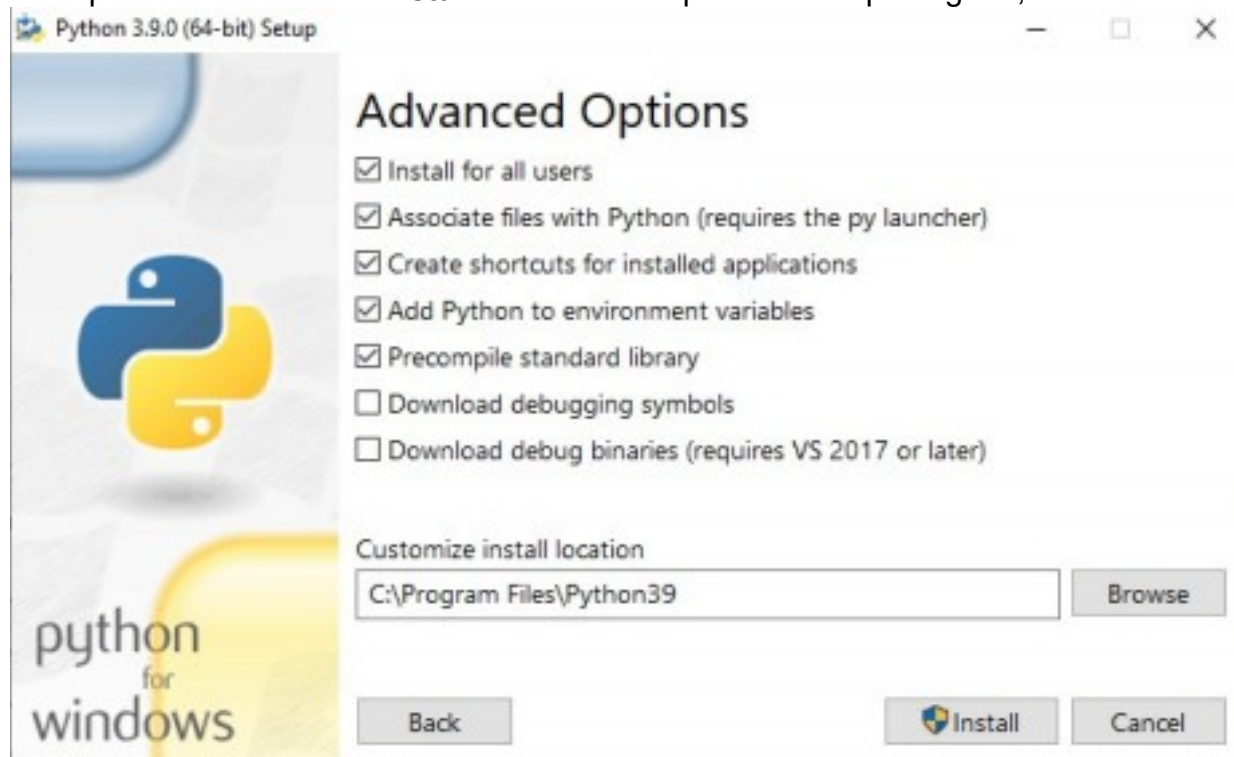 Python 3.9.0 (64-bit) Setup
Advanced Options
Install for all users
Associate files with Python (requires the py launcher)
Create shortcuts for installed applications
Add Python to environment variables
Precompile standard library
Download debugging symbols
Download debug binaries (requires VS 2017 or later)
Customize install location
C:\Program Files\Python39
Browse
python
for
windows
Back
Install
Cancel